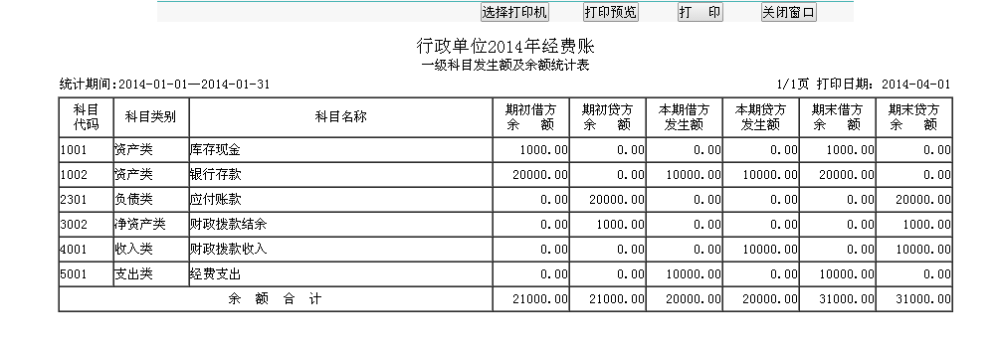 选择打印机 打印预览 打 印 关闭窗口
行政单位2014年经费账
一级科目发生额及余额统计表
统计期间:2014-01-01—2014-01-31 1/1页 打印日期: 2014-04-01
科目代码 科目类别 科目名称 期初借方余 额 期初贷方余 额 本期借方发生额 本期贷方发生额 期末借方余 额 期末贷方余 额
1001 资产类 库存现金 1000.00 0.00 0.00 0.00 1000.00 0.00
1002 资产类 银行存款 20000.00 0.00 10000.00 10000.00 20000.00 0.00
2301 负债类 应付账款 0.00 20000.00 0.00 0.00 0.00 20000.00
3002 净资产类 财政拨款结余 0.00 1000.00 0.00 0.00 0.00 1000.00
4001 收入类 财政拨款收入 0.00 0.00 0.00 10000.00 0.00 10000.00
5001 支出类 经费支出 0.00 0.00 10000.00 0.00 10000.00 0.00
余 额 合 计 21000.00 21000.00 20000.00 20000.00 31000.00 31000.00